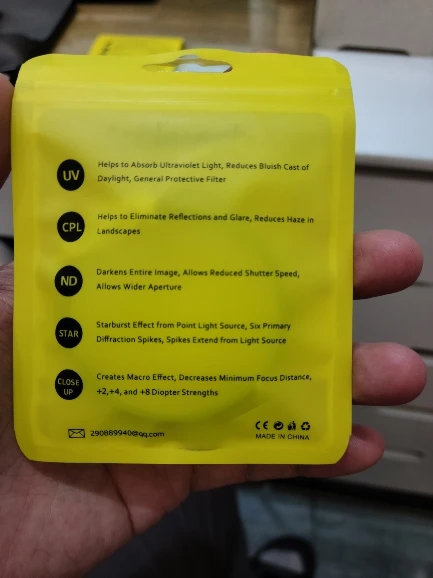 UV
Helps to Absorb Ultraviolet Light, Reduces Bluish Cast of
Daylight, General Protective Filter
CPL
Helps to Eliminate Reflections and Glare, Reduces Haze in
Landscapes
ND
Darkens Entire Image, Allows Reduced Shutter Speed,
Allows Wider Aperture
STAR
Starburst Effect from Point Light Source, Six Primary
Diffraction Spikes, Spikes Extend from Light Source
CLOSE
UP
Creates Macro Effect, Decreases Minimum Focus Distance,
+2,+4, and +8 Diopter Strengths
290889940@qq.com
CE
MADE IN CHINA